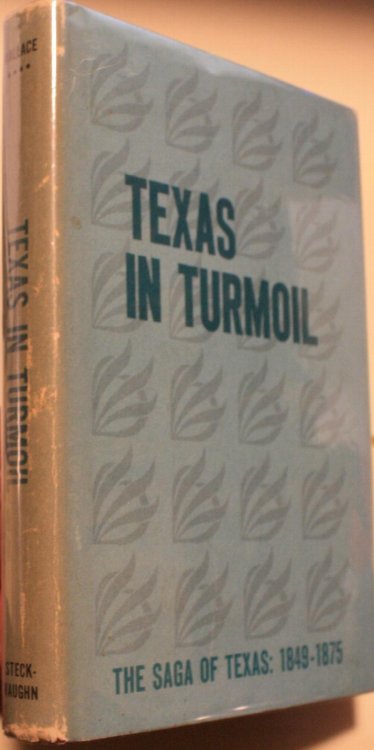 TEXAS
IN TURMOIL
THE SAGA OF TEXAS: 1849-1875
TEXAS IN TURMOIL
STECK-
VAUGHN